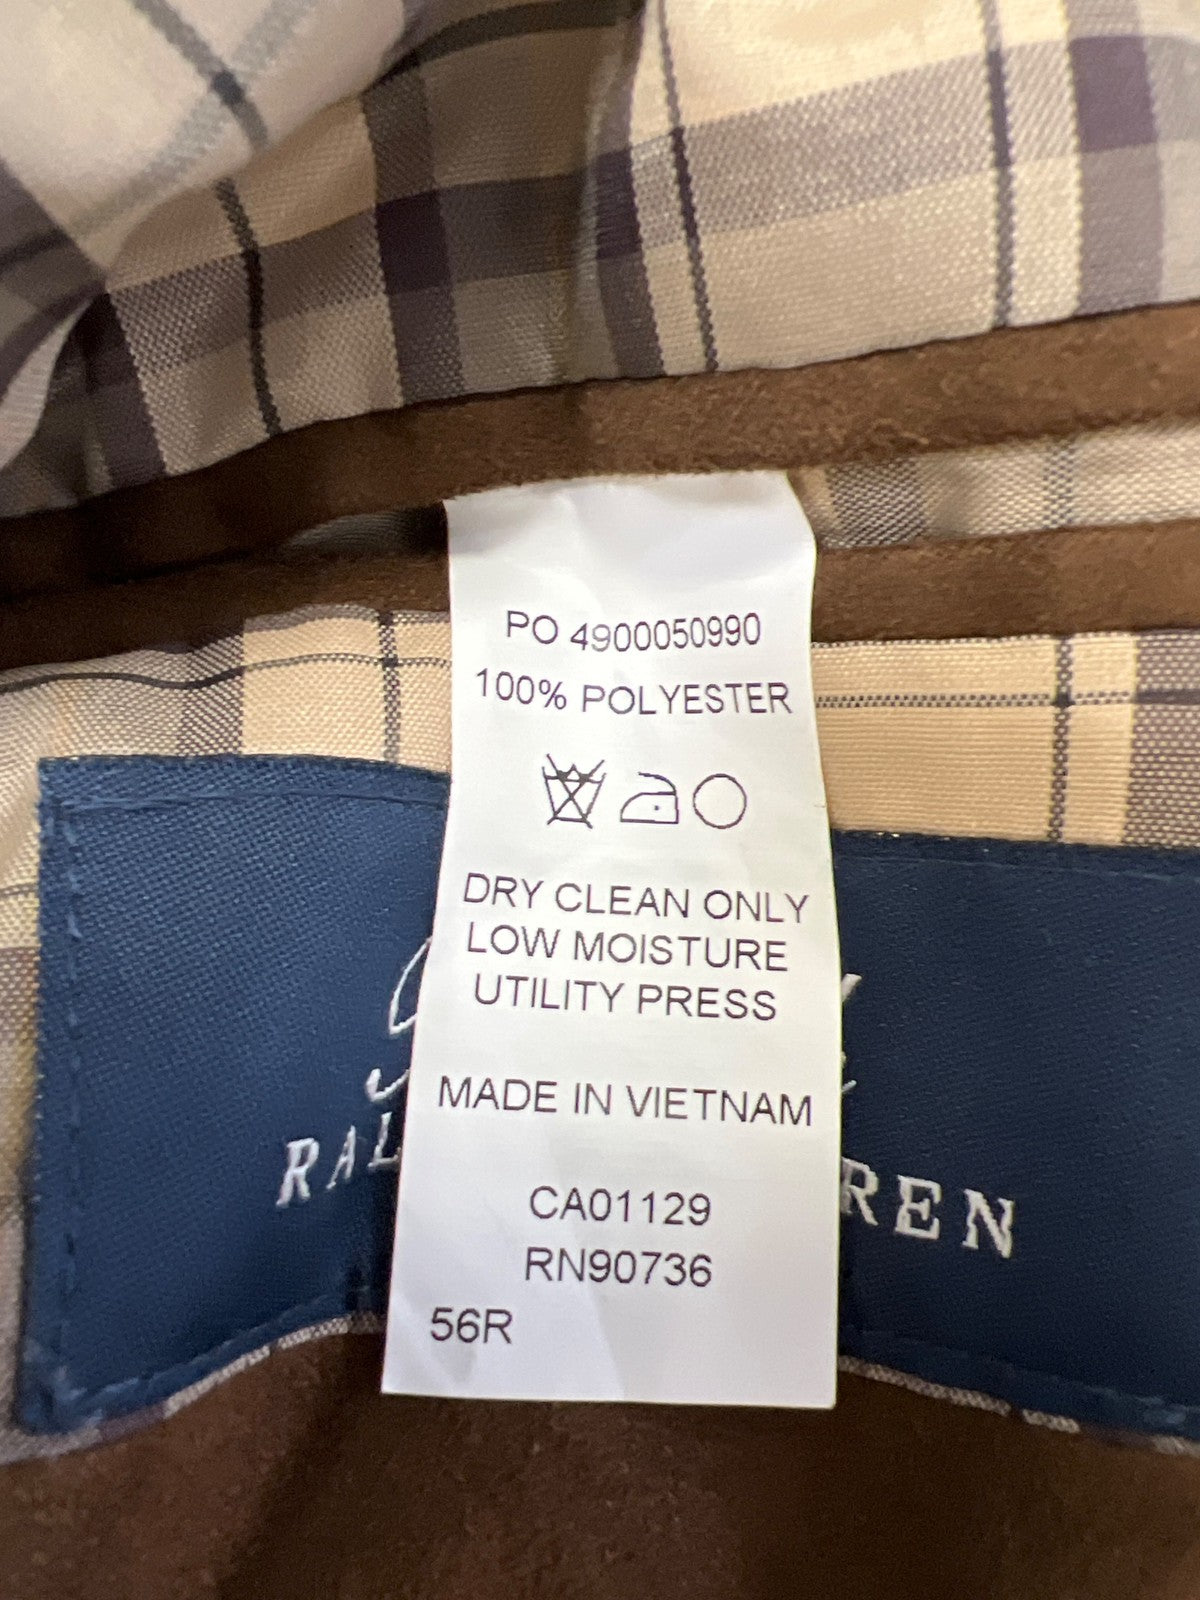 PO 4900050990
100% POLYESTER
DRY CLEAN ONLY
LOW MOISTURE
UTILITY PRESS
MADE IN VIETNAM
CA01129
RN90736
56R
RAL REN